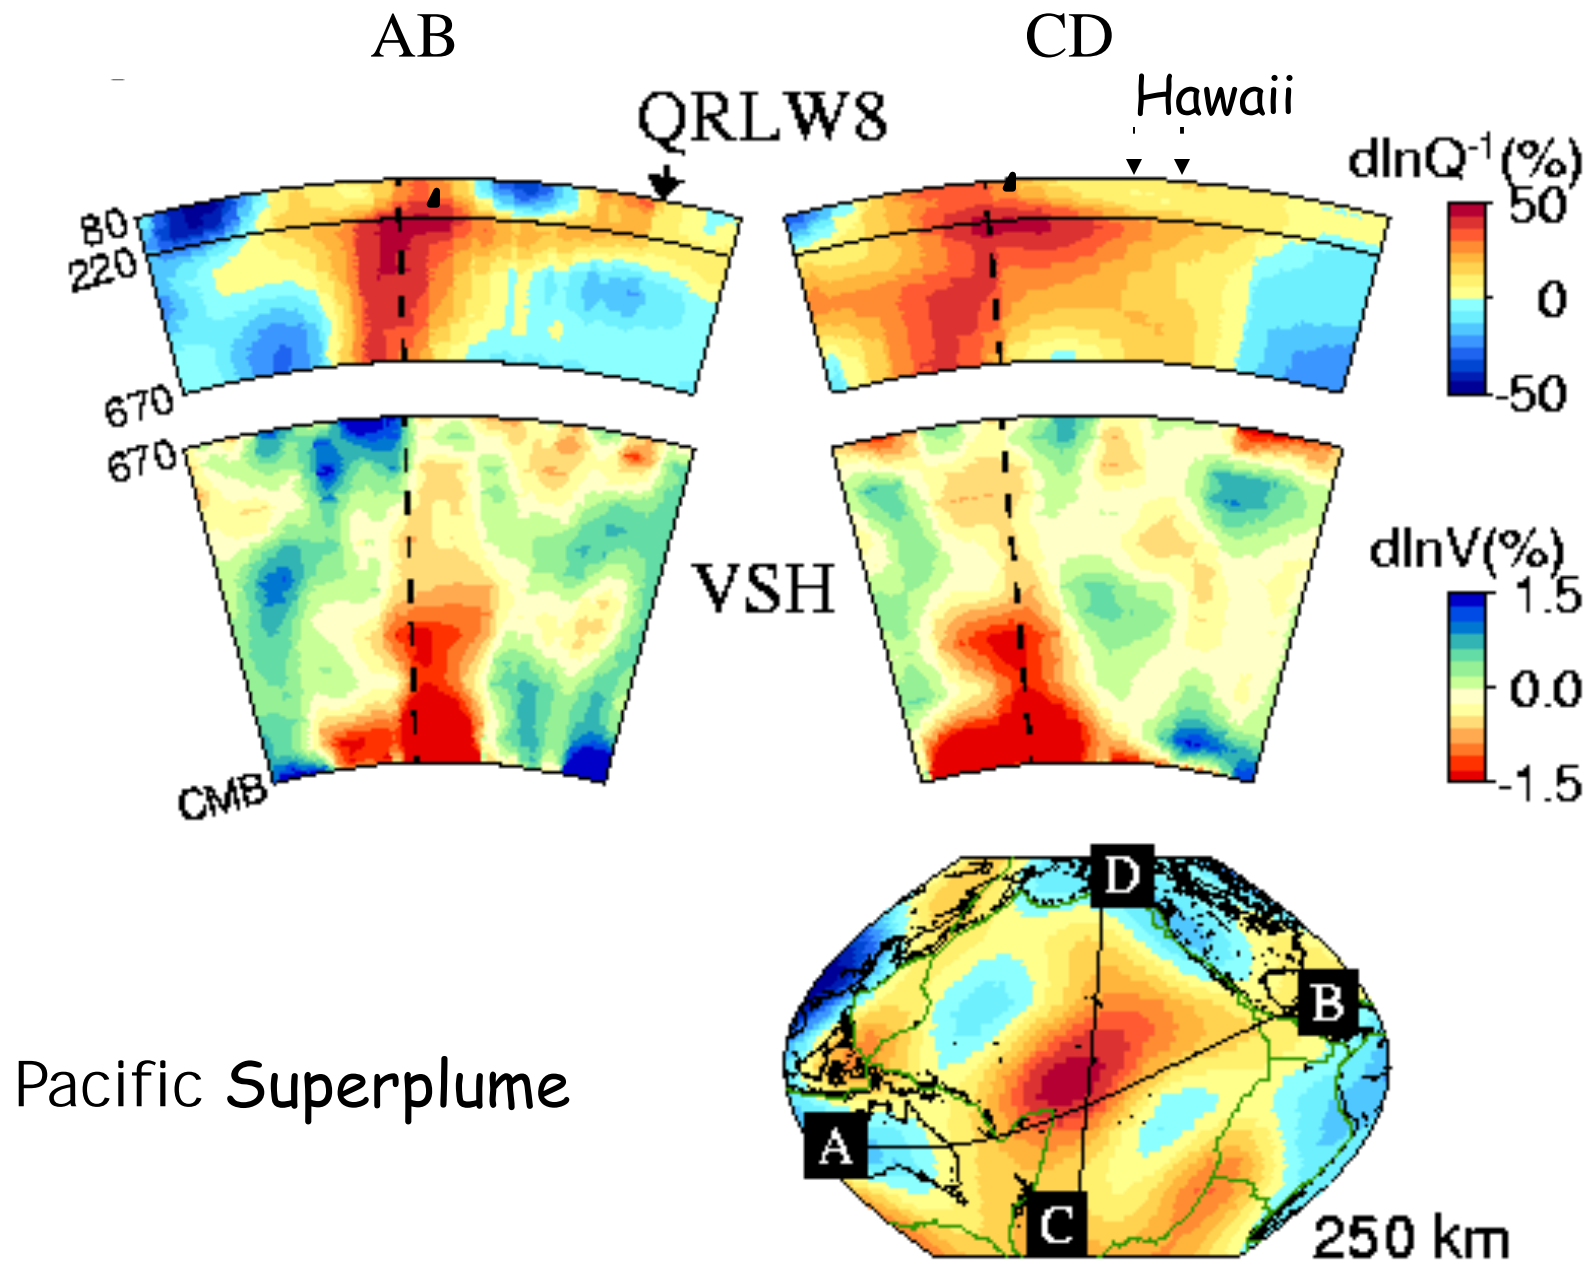 AB
CD
Hawaii
QRLW8
dlnQ⁻¹(%)
80
220
670
50
0
-50
670
CMB
VSH
dlnV(%)
1.5
0.0
-1.5
D
B
A
C
250 km
Pacific Superplume